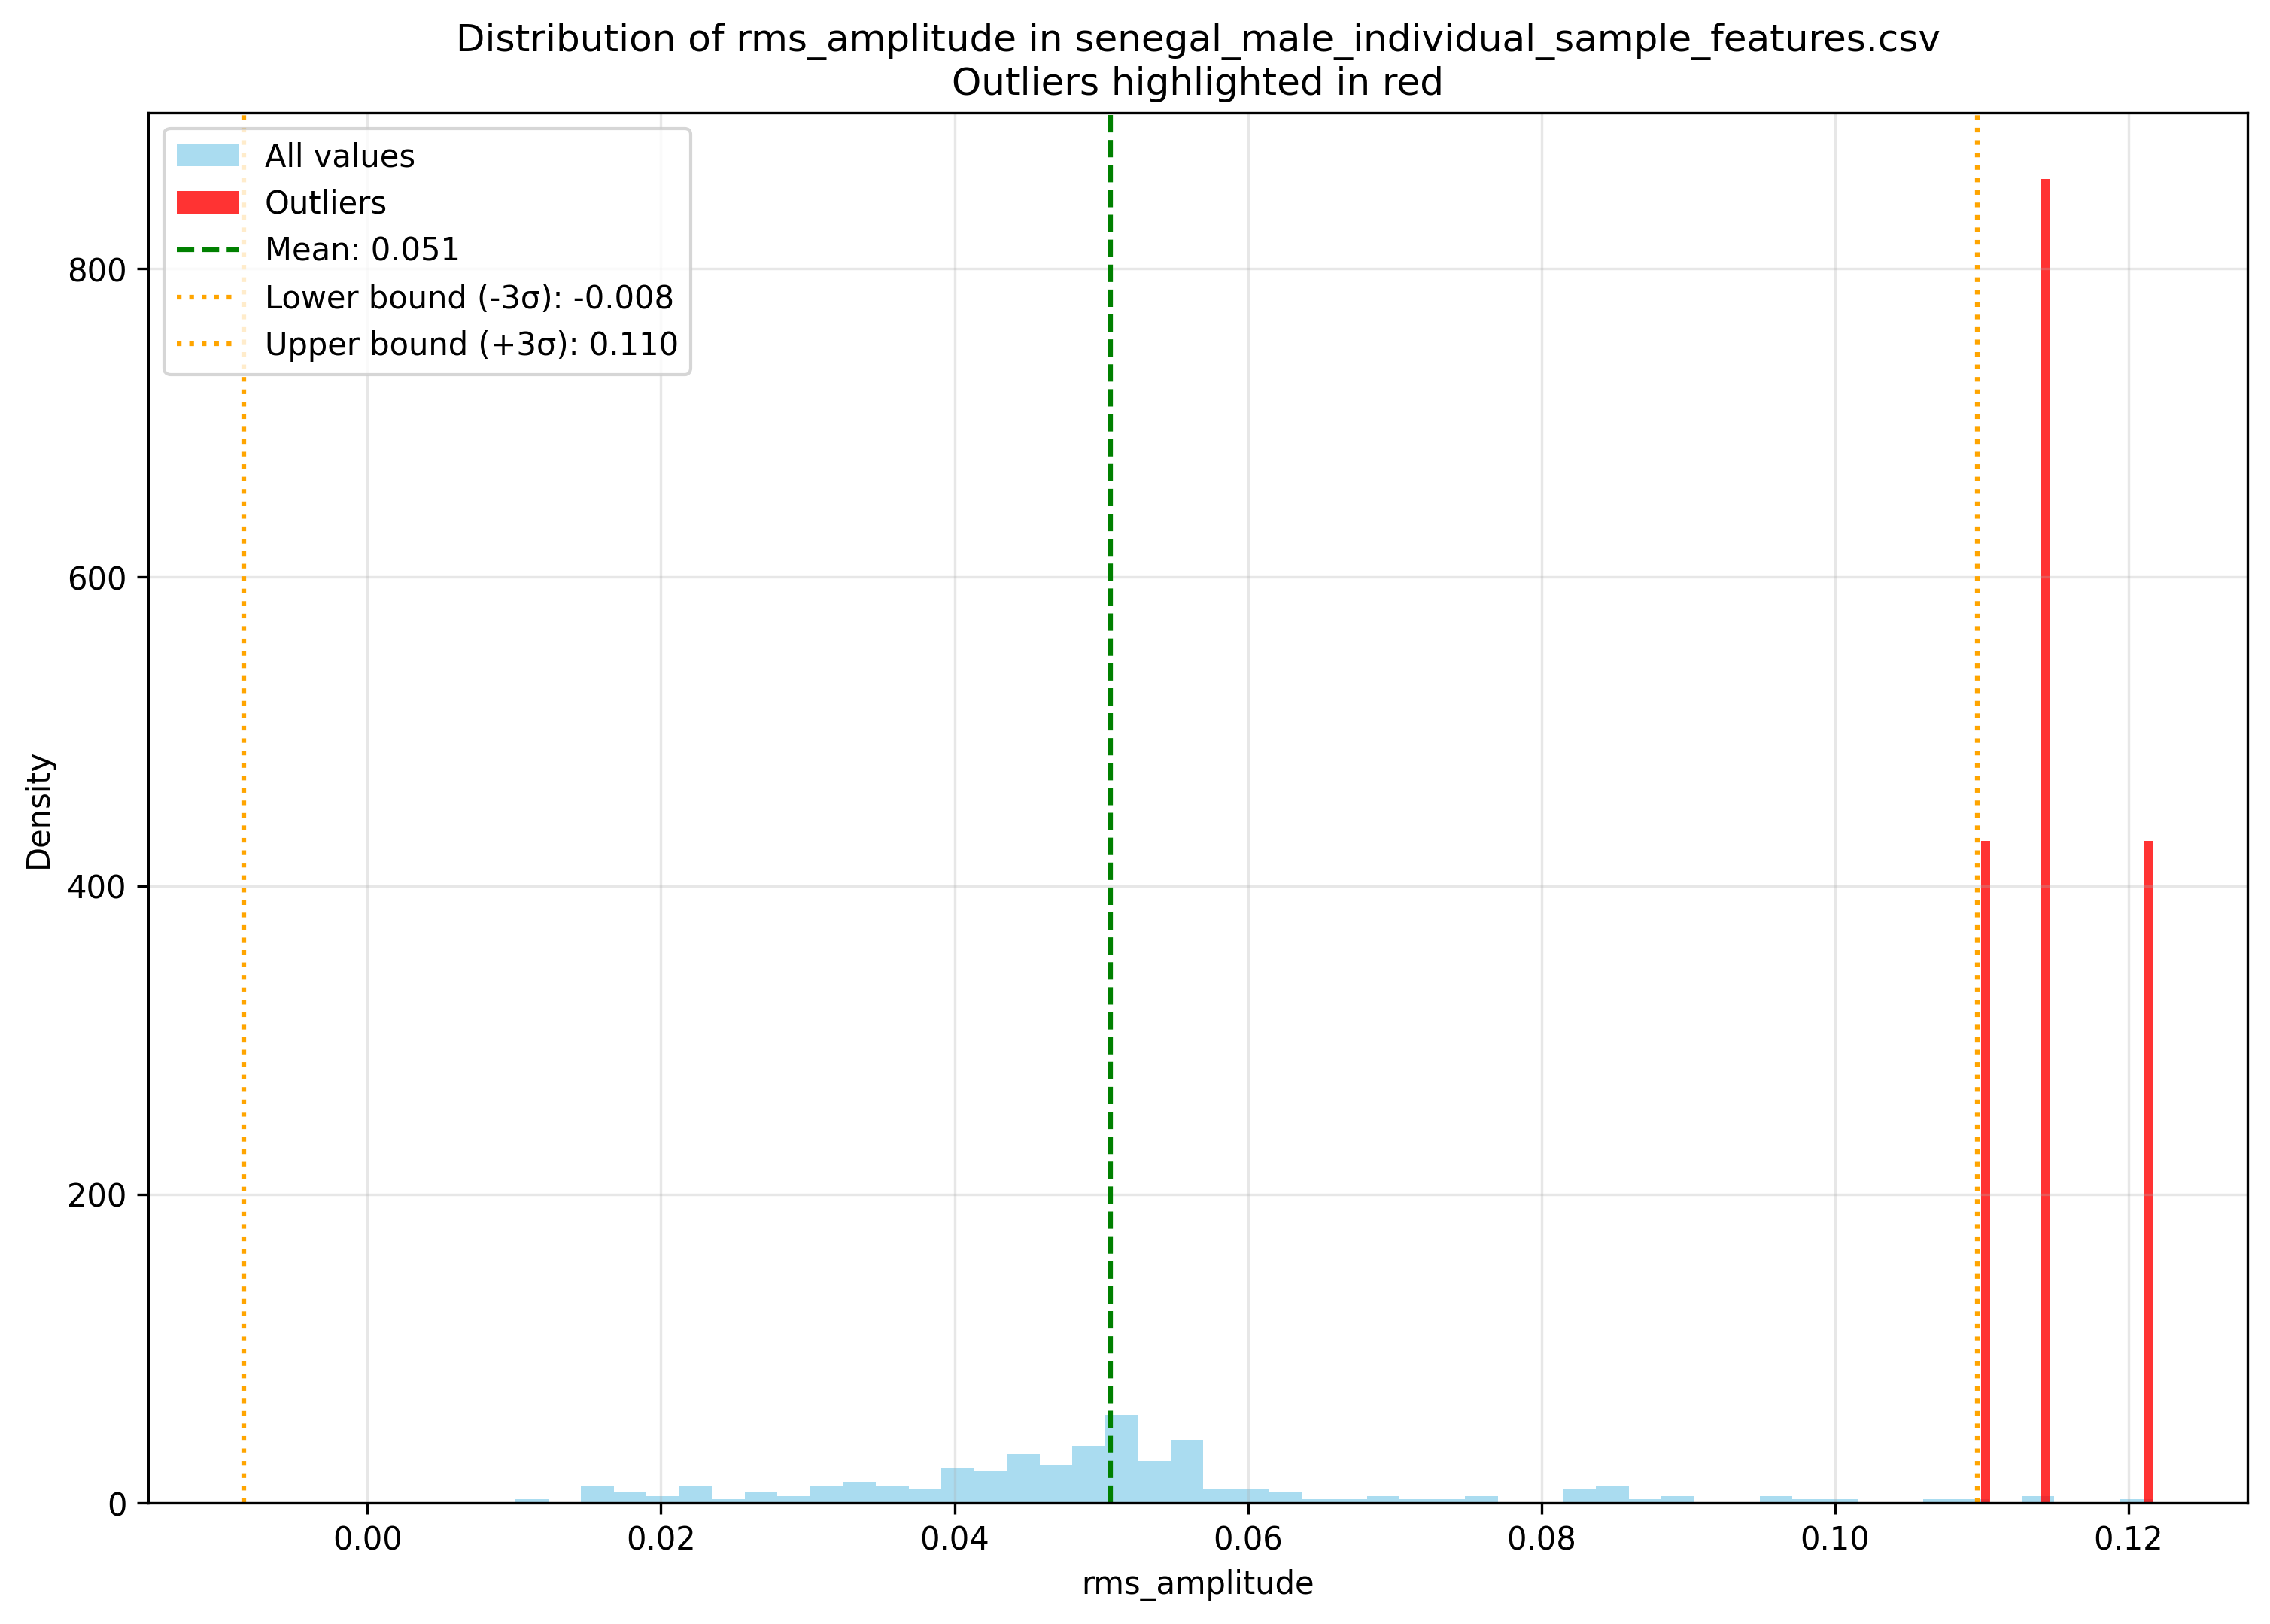 Distribution of rms_amplitude in senegal_male_individual_sample_features.csv
Outliers highlighted in red
All values
Outliers
Mean: 0.051
Lower bound (-3σ): -0.008
Upper bound (+3σ): 0.110
Density
800
600
400
200
0
0.00
0.02
0.04
0.06
0.08
0.10
0.12
rms_amplitude